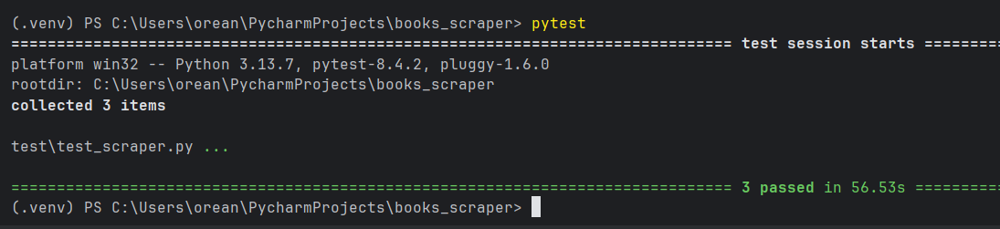 (.venv) PS C:\Users\orean\PycharmProjects\books_scraper> pytest
=============================================================================== test session starts =========
platform win32 -- Python 3.13.7, pytest-8.4.2, pluggy-1.6.0
rootdir: C:\Users\orean\PycharmProjects\books_scraper
collected 3 items
test\test_scraper.py ...
=============================================================================== 3 passed in 56.53s ==========
(.venv) PS C:\Users\orean\PycharmProjects\books_scraper>